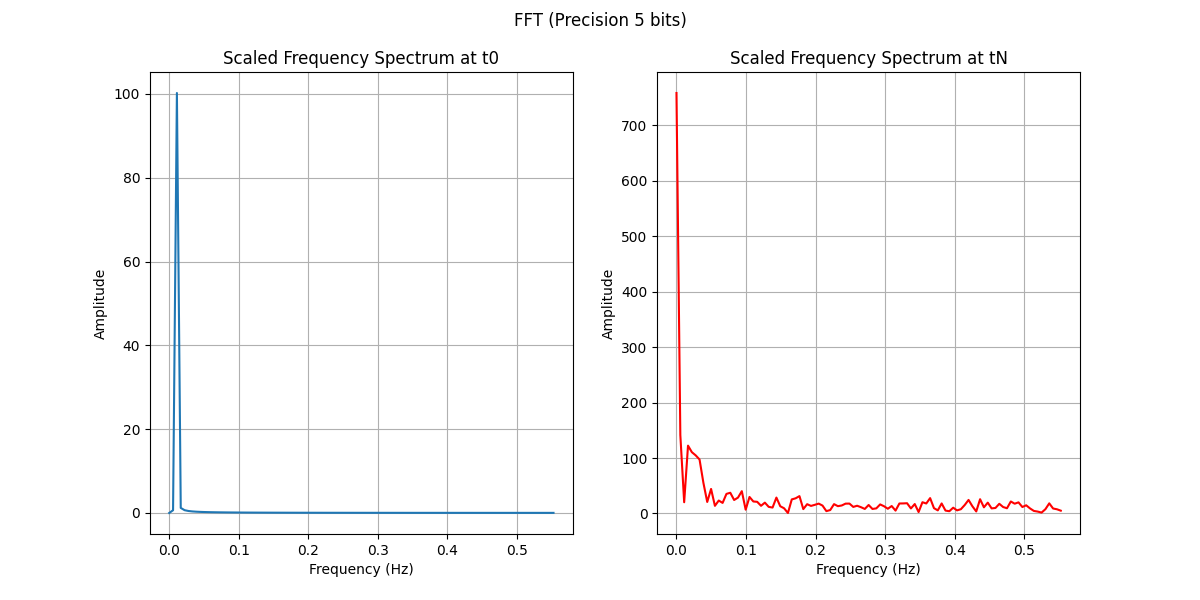 FFT (Precision 5 bits)
Scaled Frequency Spectrum at t0
100
80
60
40
20
0
Amplitude
0.0 0.1 0.2 0.3 0.4 0.5
Frequency (Hz)
Scaled Frequency Spectrum at tN
700
600
500
400
300
200
100
0
Amplitude
0.0 0.1 0.2 0.3 0.4 0.5
Frequency (Hz)